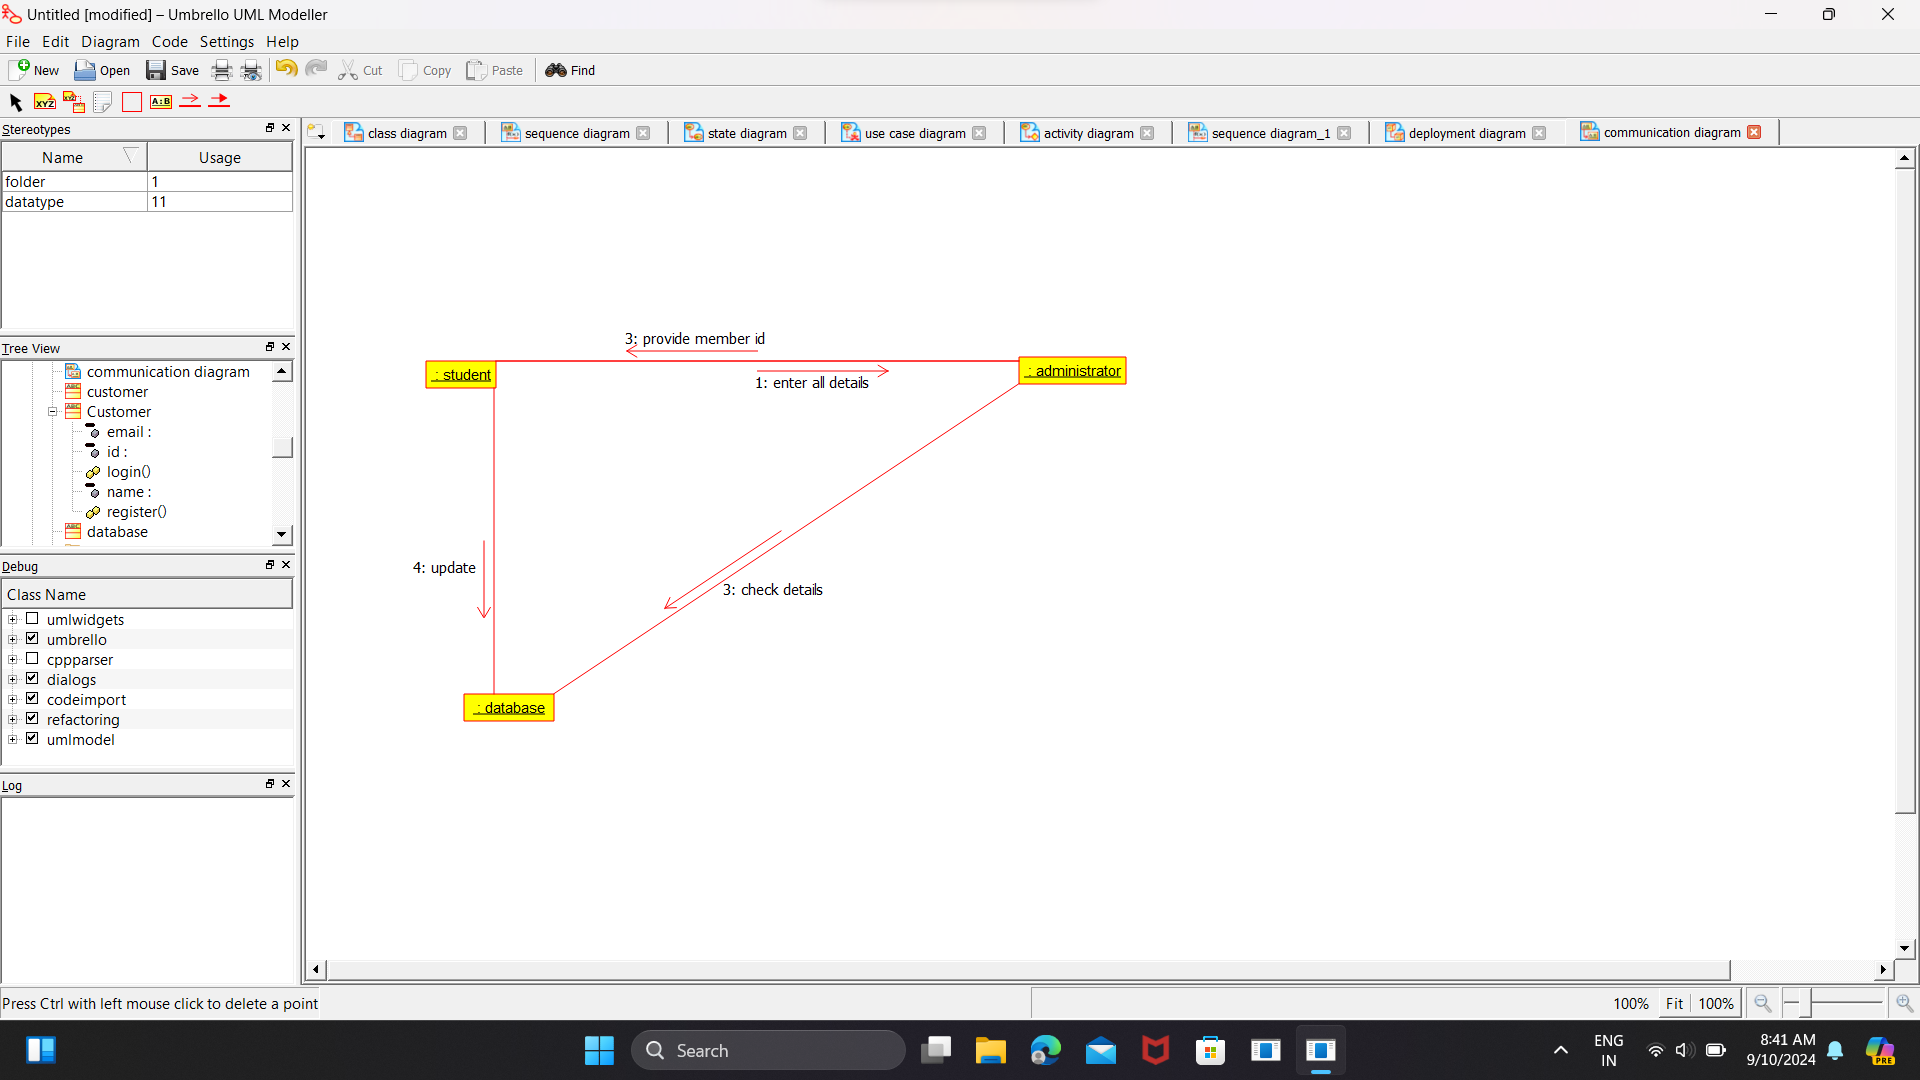 Untitled [modified] – Umbrello UML Modeller
File Edit Diagram Code Settings Help
New Open Save Cut Copy Paste Find
XYZ XYZ A:B
Stereotypes
Name Usage
folder 1
datatype 11
Tree View
communication diagram
customer
Customer
email :
id :
login()
name :
register()
database
Debug
Class Name
umlwidgets
umbrello
cppparser
dialogs
codeimport
refactoring
umlmodel
Log
class diagram sequence diagram state diagram use case diagram activity diagram sequence diagram_1 deployment diagram communication diagram
3: provide member id
: student
: administrator
1: enter all details
4: update
3: check details
: database
Press Ctrl with left mouse click to delete a point
100% Fit 100%
Search
ENG
IN
8:41 AM
9/10/2024
PRE